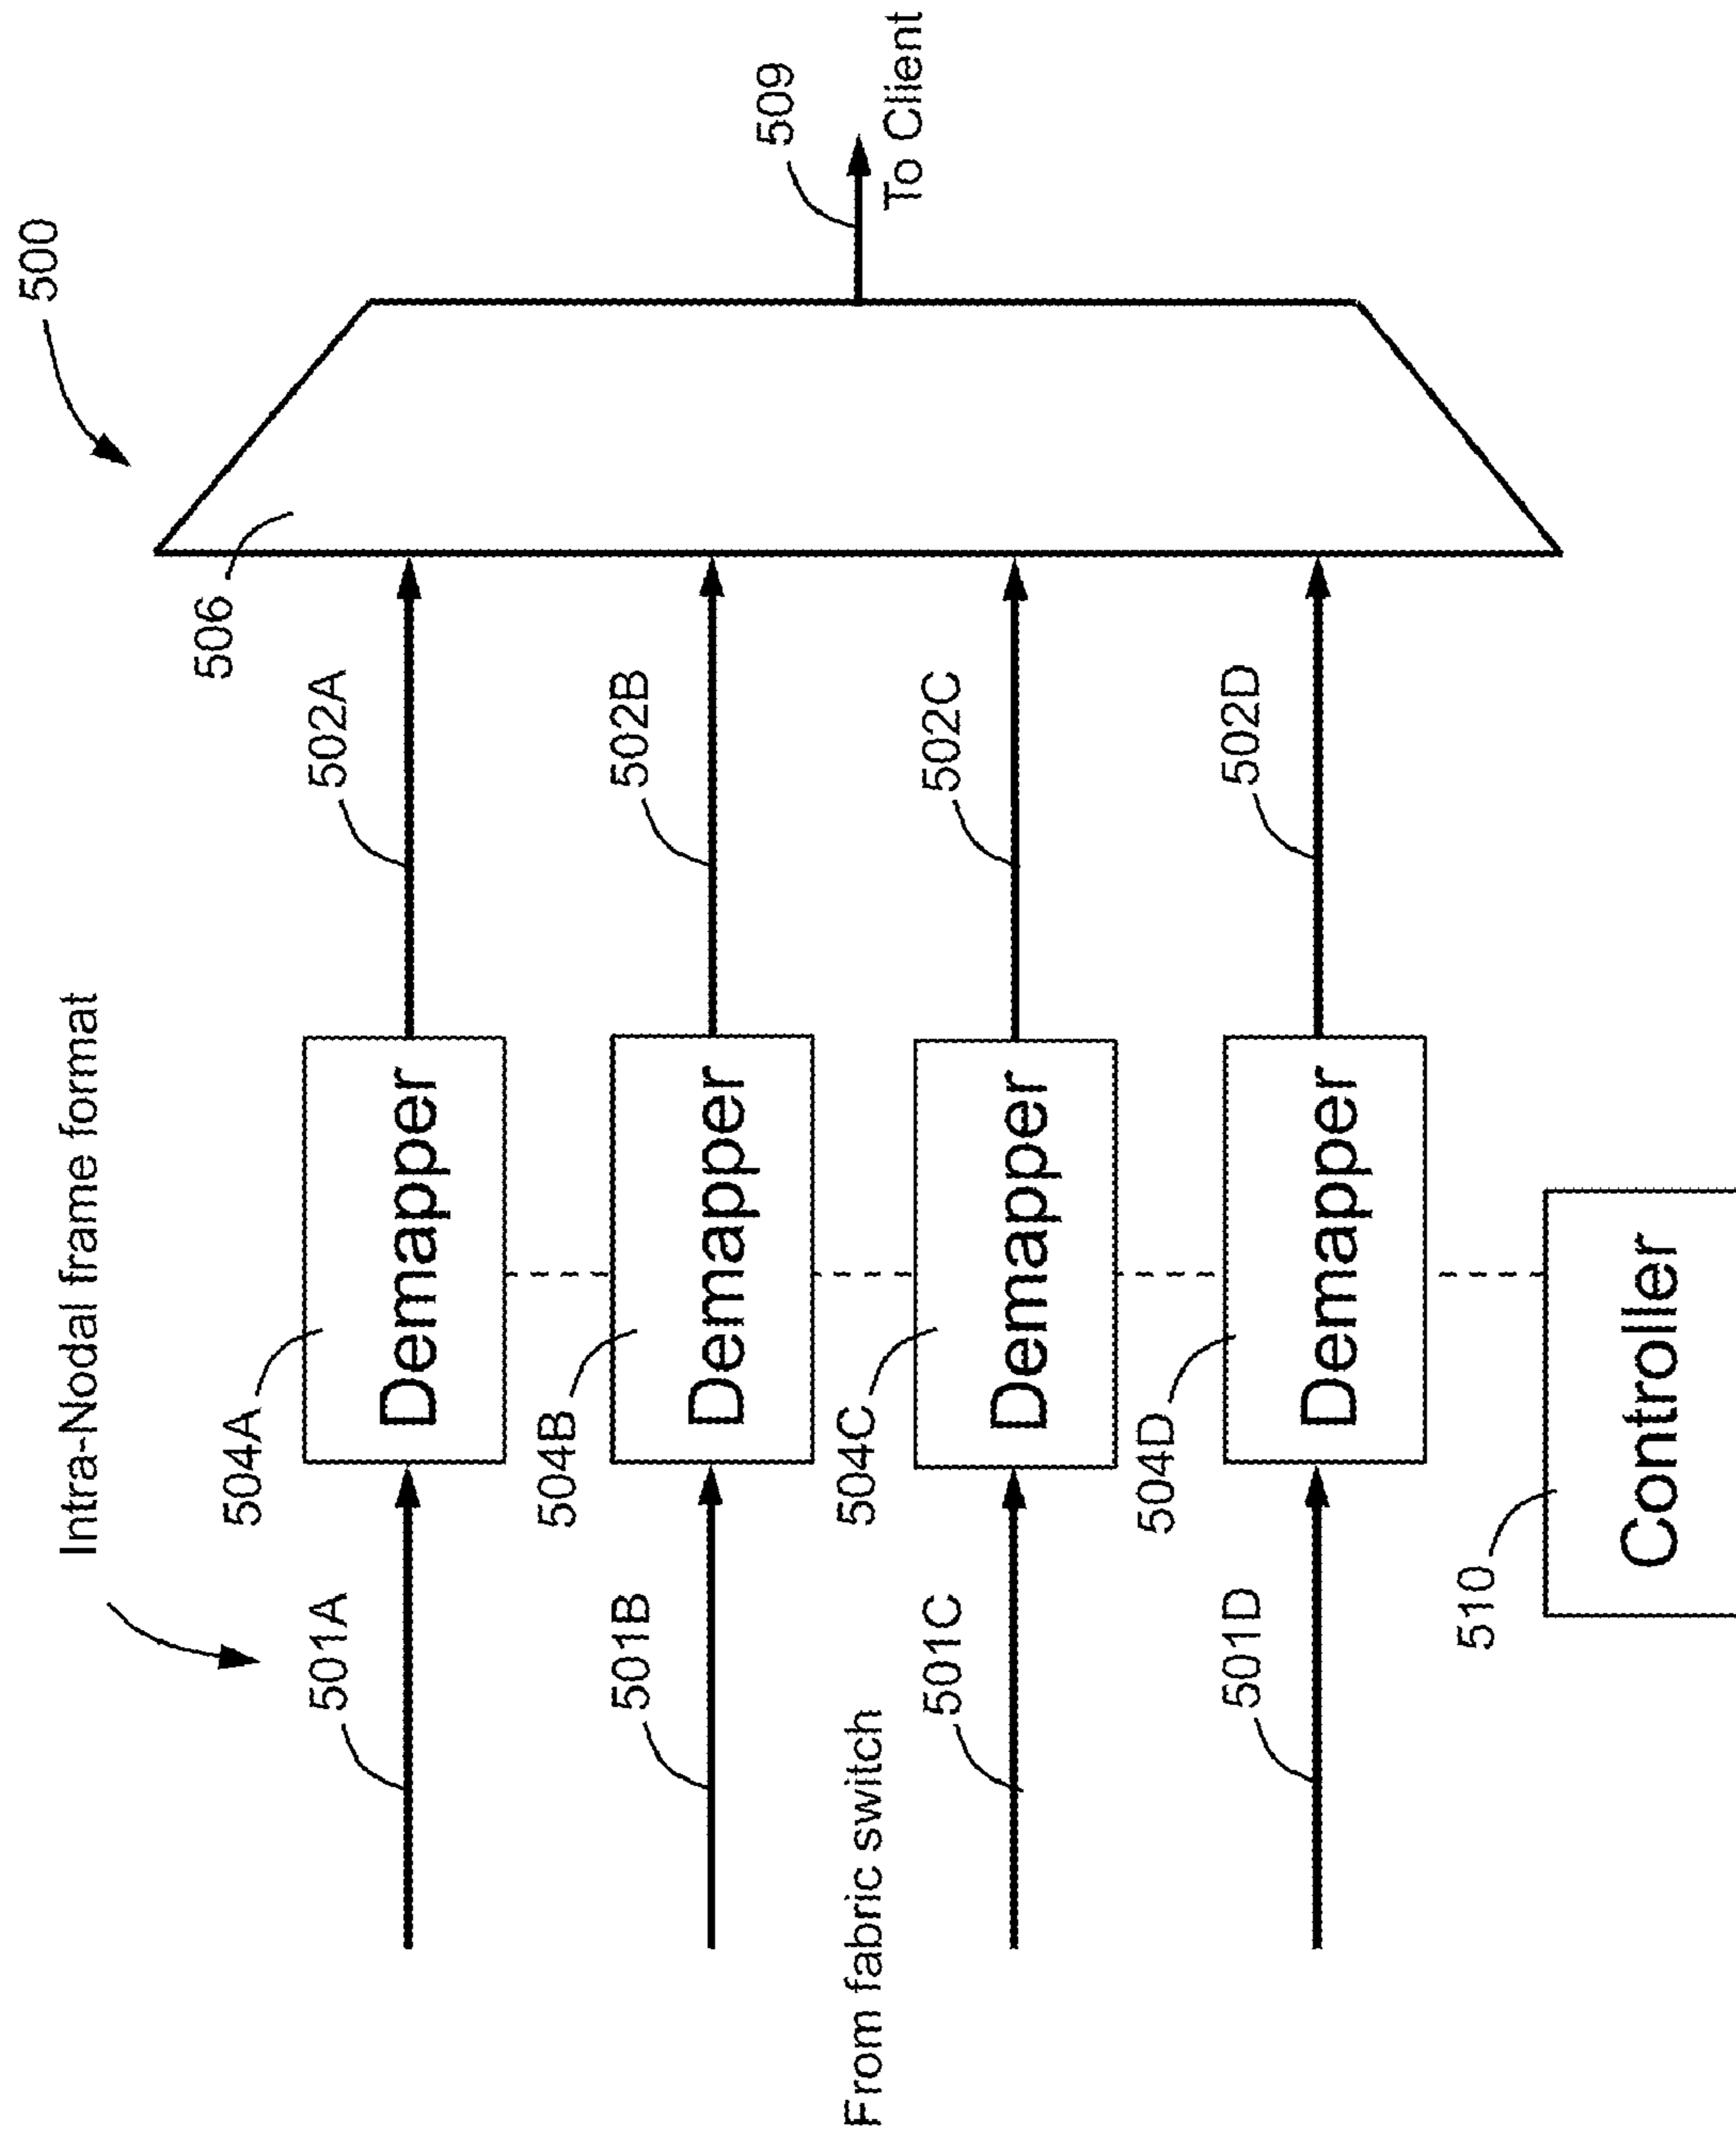 500
Intra-Nodal frame format
501A
504A
Demapper
502A
506
501B
504B
Demapper
502B
509
To Client
From fabric switch
501C
504C
Demapper
502C
501D
504D
Demapper
502D
510
Controller